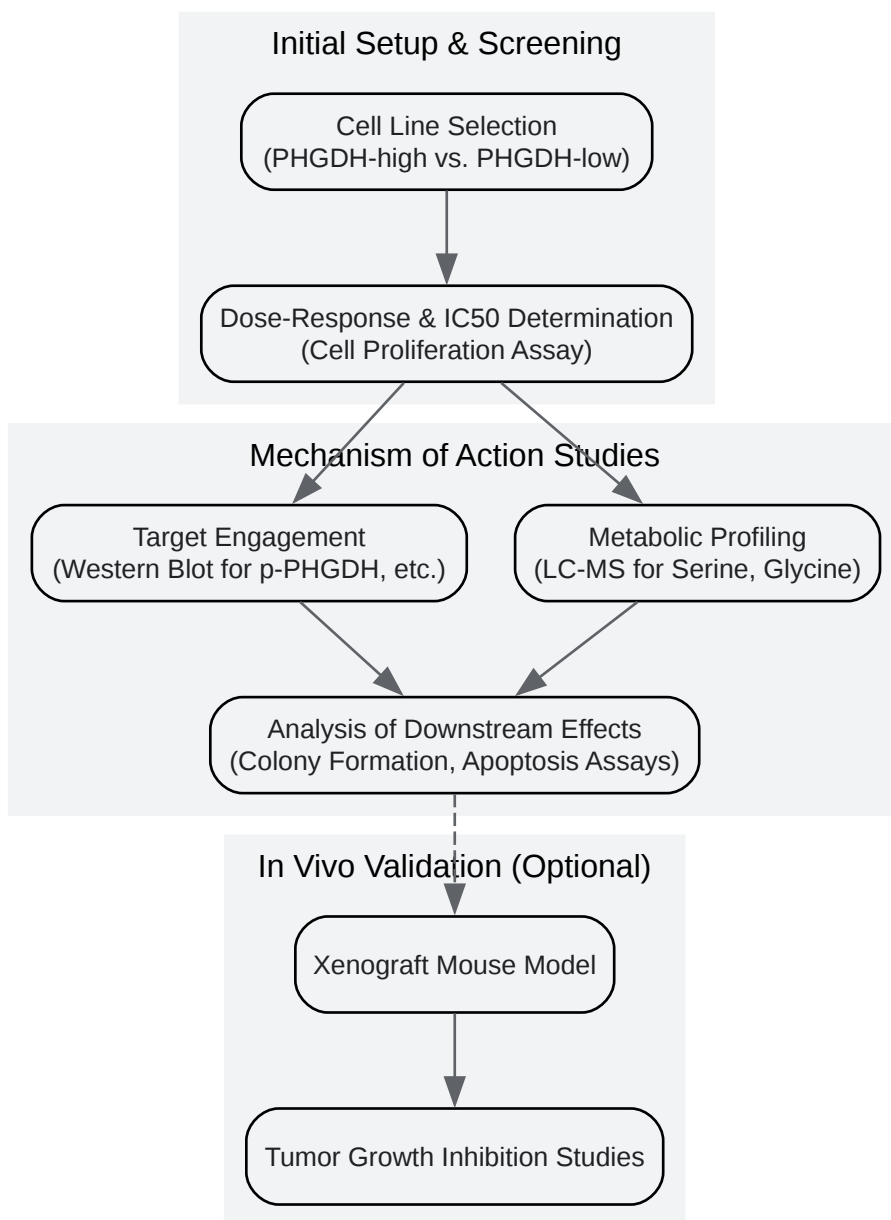 Initial Setup & Screening
Cell Line Selection
(PHGDH-high vs. PHGDH-low)
Dose-Response & IC50 Determination
(Cell Proliferation Assay)
Mechanism of Action Studies
Target Engagement
(Western Blot for p-PHGDH, etc.)
Metabolic Profiling
(LC-MS for Serine, Glycine)
Analysis of Downstream Effects
(Colony Formation, Apoptosis Assays)
In Vivo Validation (Optional)
Xenograft Mouse Model
Tumor Growth Inhibition Studies